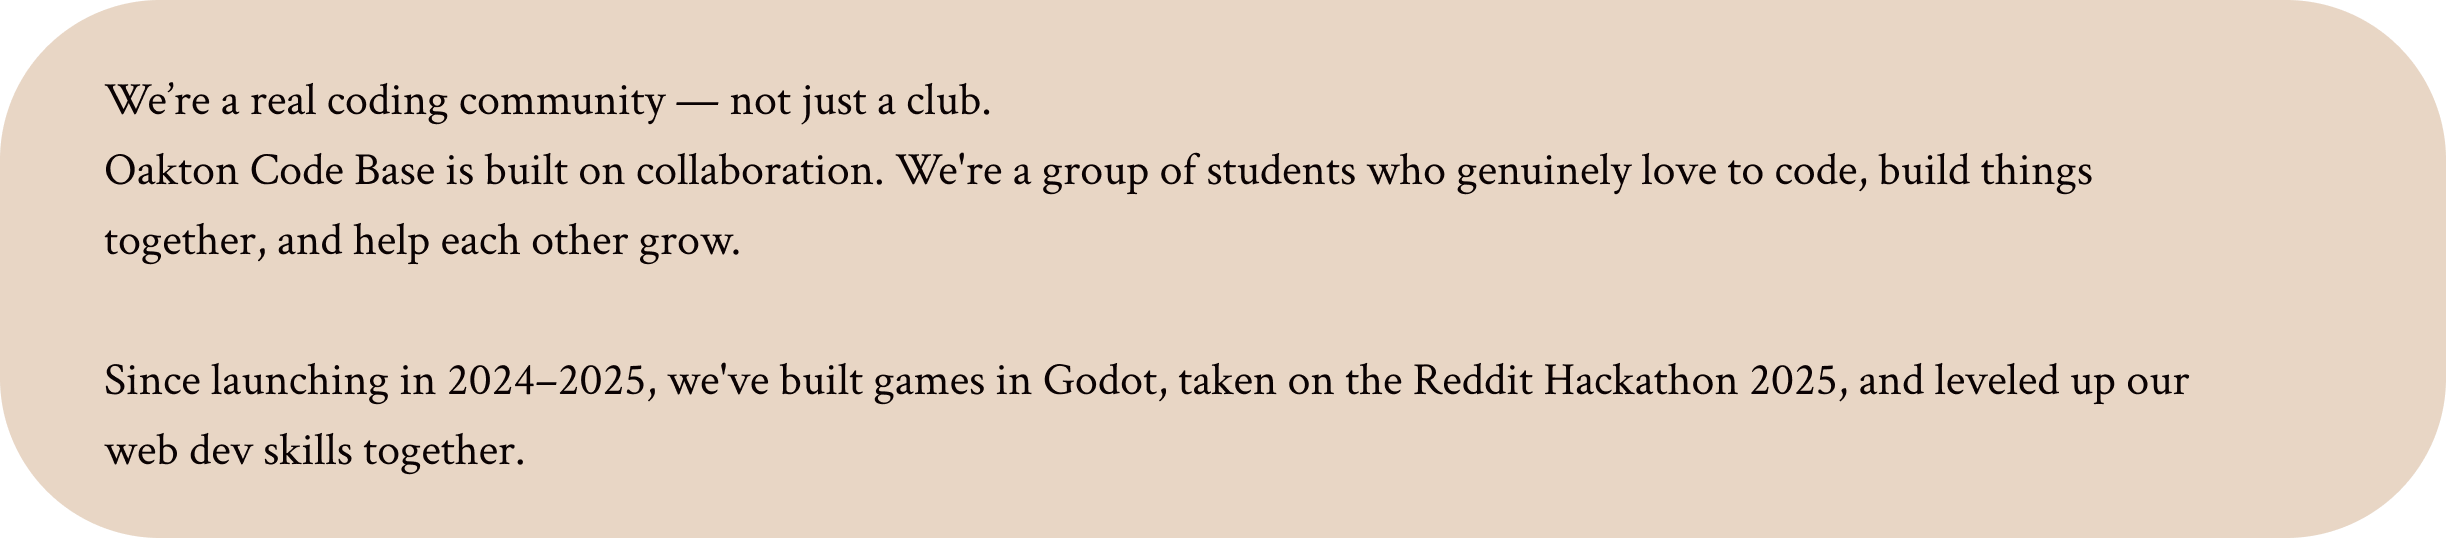 We’re a real coding community — not just a club.
Oakton Code Base is built on collaboration. We're a group of students who genuinely love to code, build things
together, and help each other grow.
Since launching in 2024–2025, we've built games in Godot, taken on the Reddit Hackathon 2025, and leveled up our
web dev skills together.